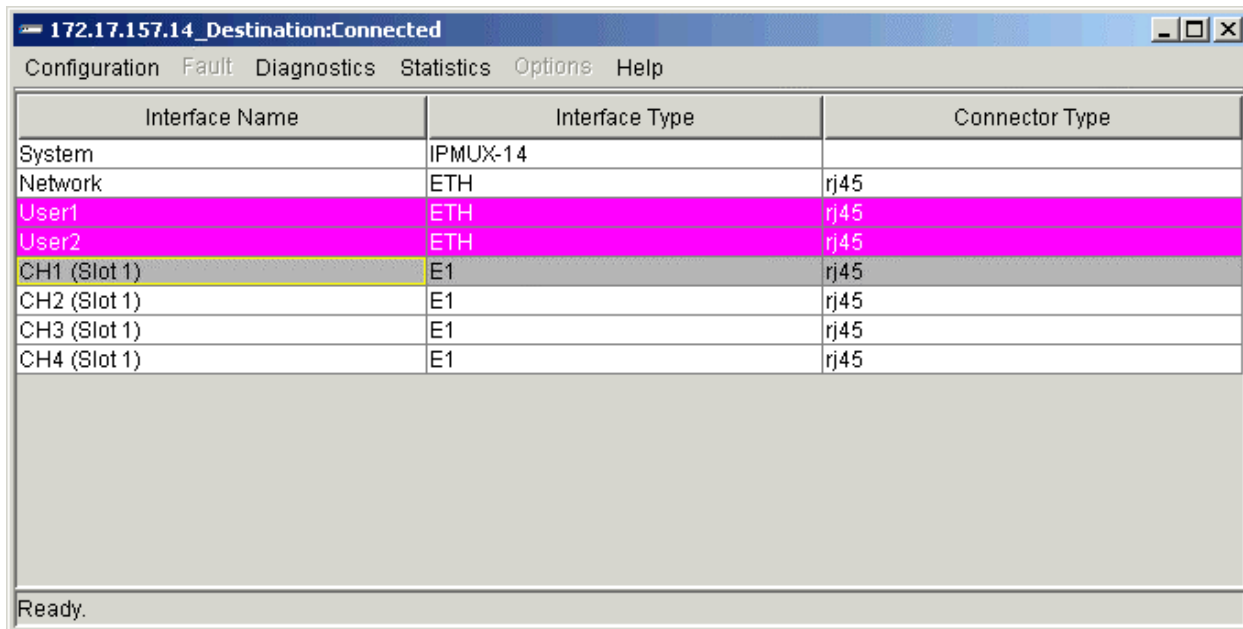 172.17.157.14_Destination:Connected
Configuration Fault Diagnostics Statistics Options Help
Interface Name Interface Type Connector Type
System IPMUX-14
Network ETH rj45
User1 ETH rj45
User2 ETH rj45
CH1 (Slot 1) E1 rj45
CH2 (Slot 1) E1 rj45
CH3 (Slot 1) E1 rj45
CH4 (Slot 1) E1 rj45
Ready.